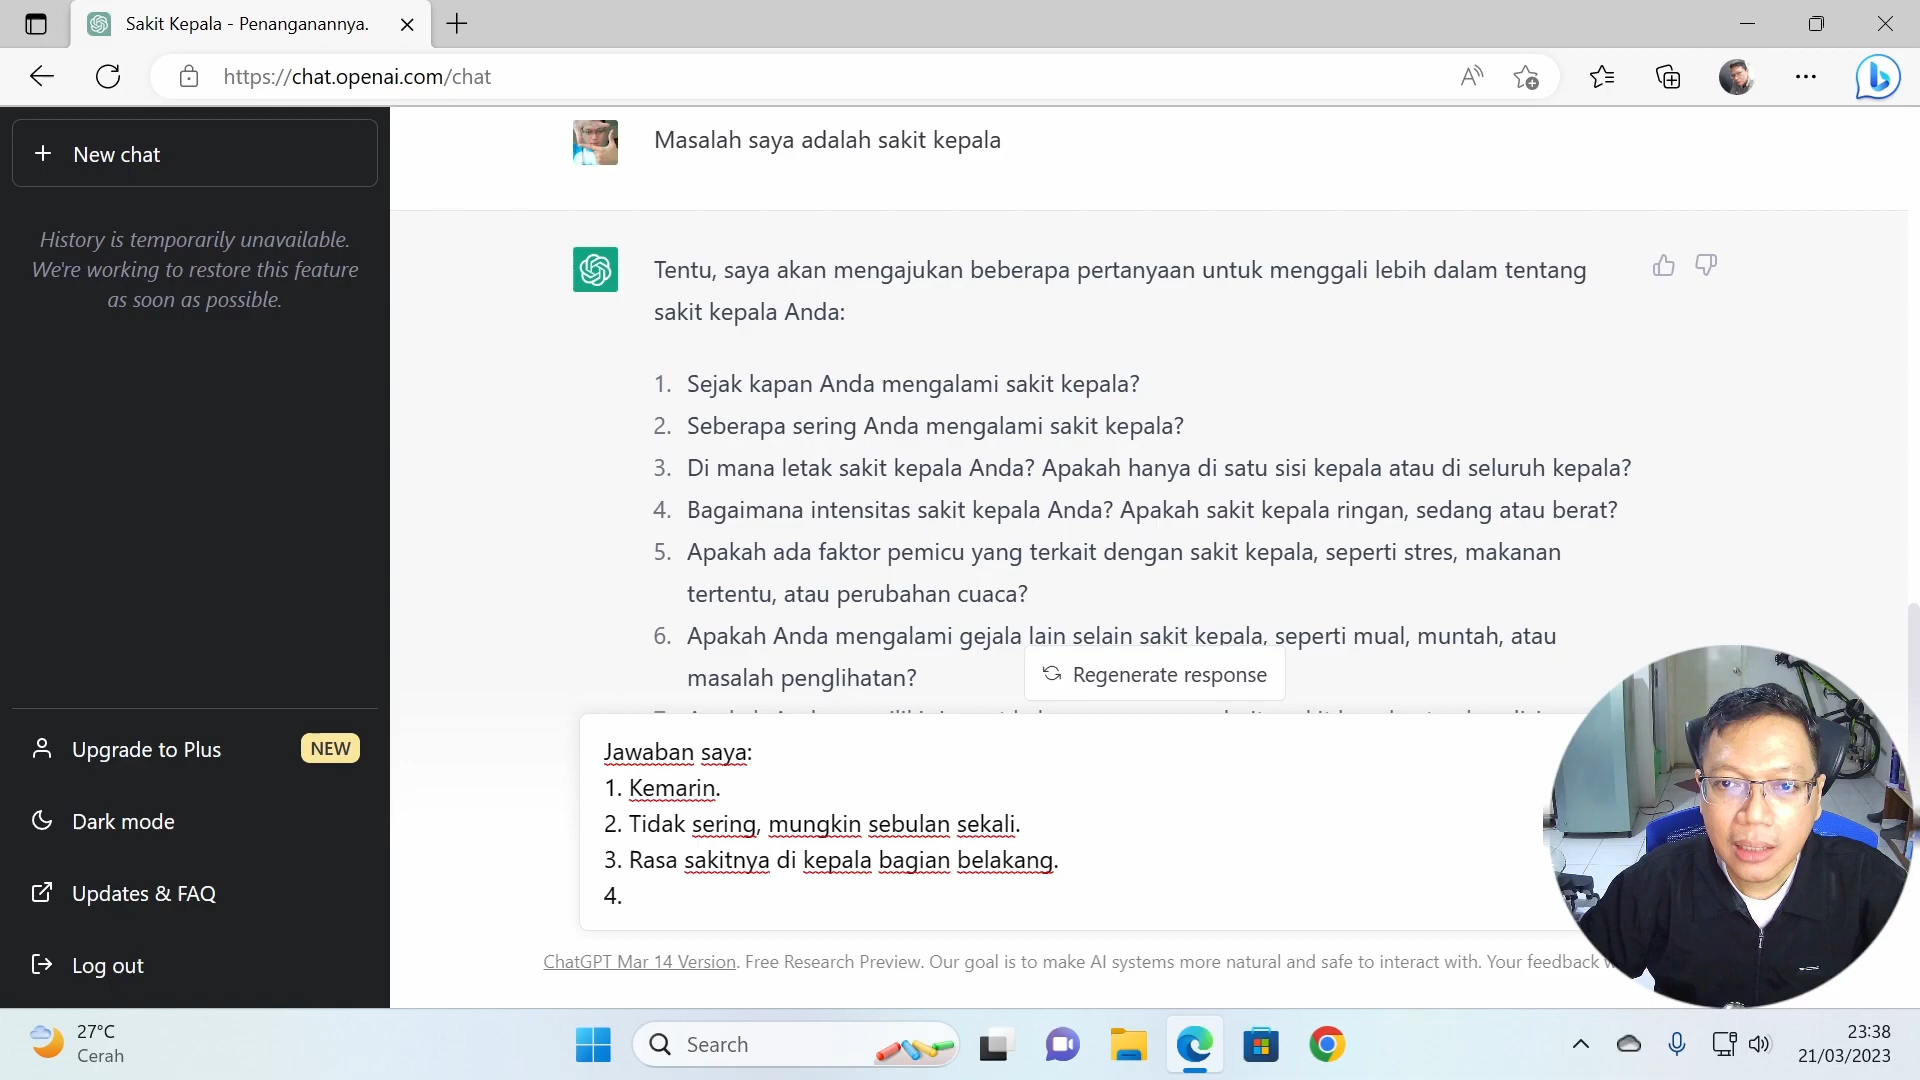 Sakit Kepala - Penanganannya.
https://chat.openai.com/chat
New chat
History is temporarily unavailable.
We're working to restore this feature
as soon as possible.
Upgrade to Plus
NEW
Dark mode
Updates & FAQ
Log out
Masalah saya adalah sakit kepala
Tentu, saya akan mengajukan beberapa pertanyaan untuk menggali lebih dalam tentang
sakit kepala Anda:
1. Sejak kapan Anda mengalami sakit kepala?
2. Seberapa sering Anda mengalami sakit kepala?
3. Di mana letak sakit kepala Anda? Apakah hanya di satu sisi kepala atau di seluruh kepala?
4. Bagaimana intensitas sakit kepala Anda? Apakah sakit kepala ringan, sedang atau berat?
5. Apakah ada faktor pemicu yang terkait dengan sakit kepala, seperti stres, makanan
tertentu, atau perubahan cuaca?
6. Apakah Anda mengalami gejala lain selain sakit kepala, seperti mual, muntah, atau
masalah penglihatan?
Regenerate response
Jawaban saya:
1. Kemarin.
2. Tidak sering, mungkin sebulan sekali.
3. Rasa sakitnya di kepala bagian belakang.
4.
ChatGPT Mar 14 Version. Free Research Preview. Our goal is to make AI systems more natural and safe to interact with. Your feedback
27°C
Cerah
Search
23:38
21/03/2023